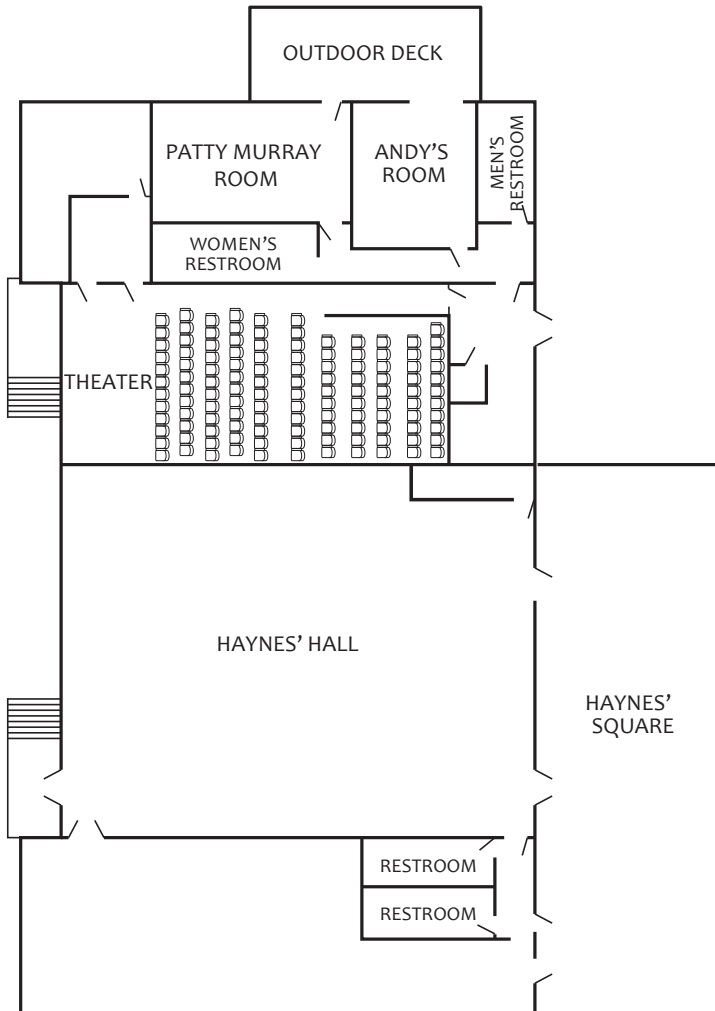 OUTDOOR DECK
PATTY MURRAY
ROOM
ANDY’S
ROOM
MEN’S
RESTROOM
WOMEN’S
RESTROOM
THEATER
HAYNES’ HALL
HAYNES’
SQUARE
RESTROOM
RESTROOM